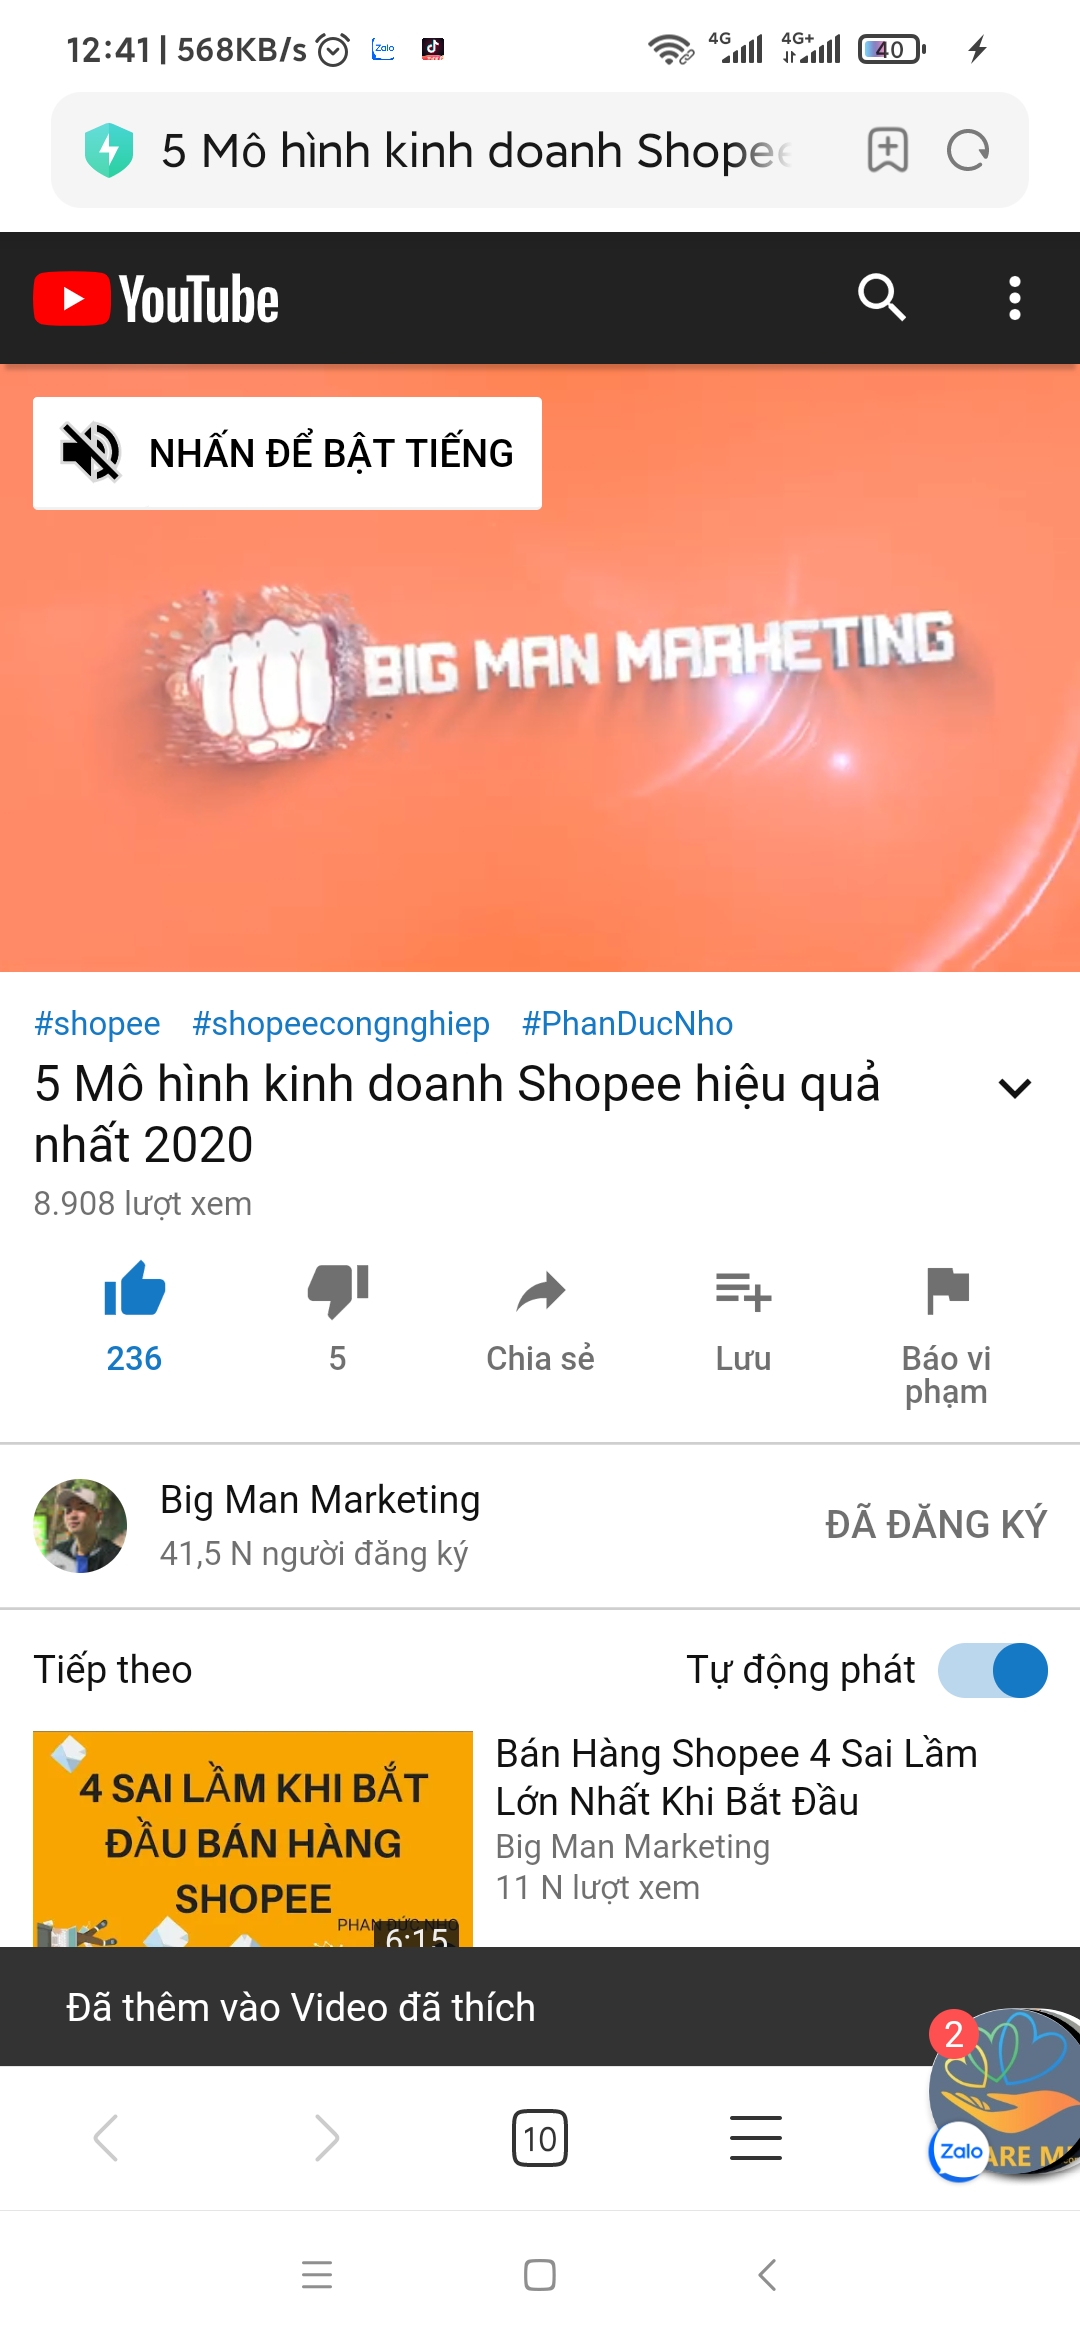 12:41 | 568KB/s Zalo 4G 4G+ 40
5 Mô hình kinh doanh Shopee
YouTube
NHẤN ĐỂ BẬT TIẾNG
BIG MAN MARKETING
#shopee #shopeecongnghiep #PhanDucNho
5 Mô hình kinh doanh Shopee hiệu quả
nhất 2020
8.908 lượt xem
236
5
Chia sẻ
Lưu
Báo vi
phạm
Big Man Marketing
41,5 N người đăng ký
ĐÃ ĐĂNG KÝ
Tiếp theo
Tự động phát
4 SAI LẦM KHI BẮT
ĐẦU BÁN HÀNG
SHOPEE
PHAN ĐỨC NHO
6:15
Bán Hàng Shopee 4 Sai Lầm
Lớn Nhất Khi Bắt Đầu
Big Man Marketing
11 N lượt xem
Đã thêm vào Video đã thích
2
10
Zalo
ARE M